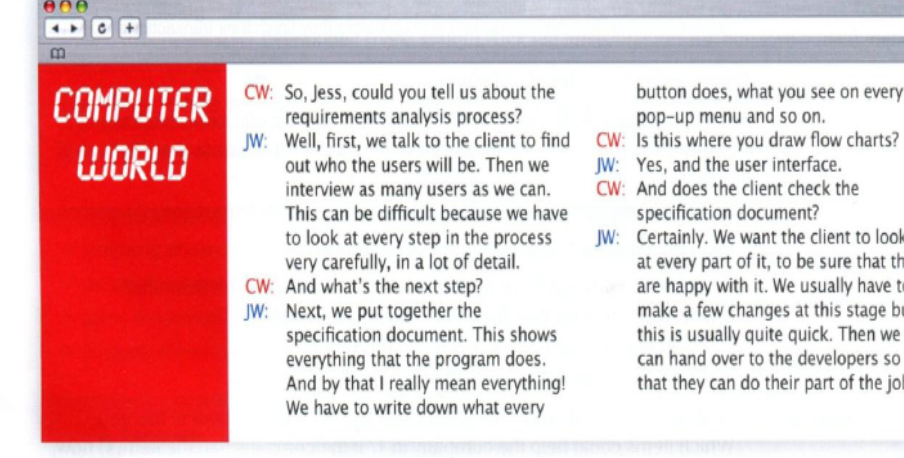 COMPUTER
WORLD
CW: So, Jess, could you tell us about the
requirements analysis process?
JW: Well, first, we talk to the client to find
out who the users will be. Then we
interview as many users as we can.
This can be difficult because we have
to look at every step in the process
very carefully, in a lot of detail.
CW: And what's the next step?
JW: Next, we put together the
specification document. This shows
everything that the program does.
And by that I really mean everything!
We have to write down what every
button does, what you see on every
pop-up menu and so on.
CW: Is this where you draw flow charts?
JW: Yes, and the user interface.
CW: And does the client check the
specification document?
JW: Certainly. We want the client to look
at every part of it, to be sure that
are happy with it. We usually have
make a few changes at this stage
this is usually quite quick. Then we
can hand over to the developers so
that they can do their part of the